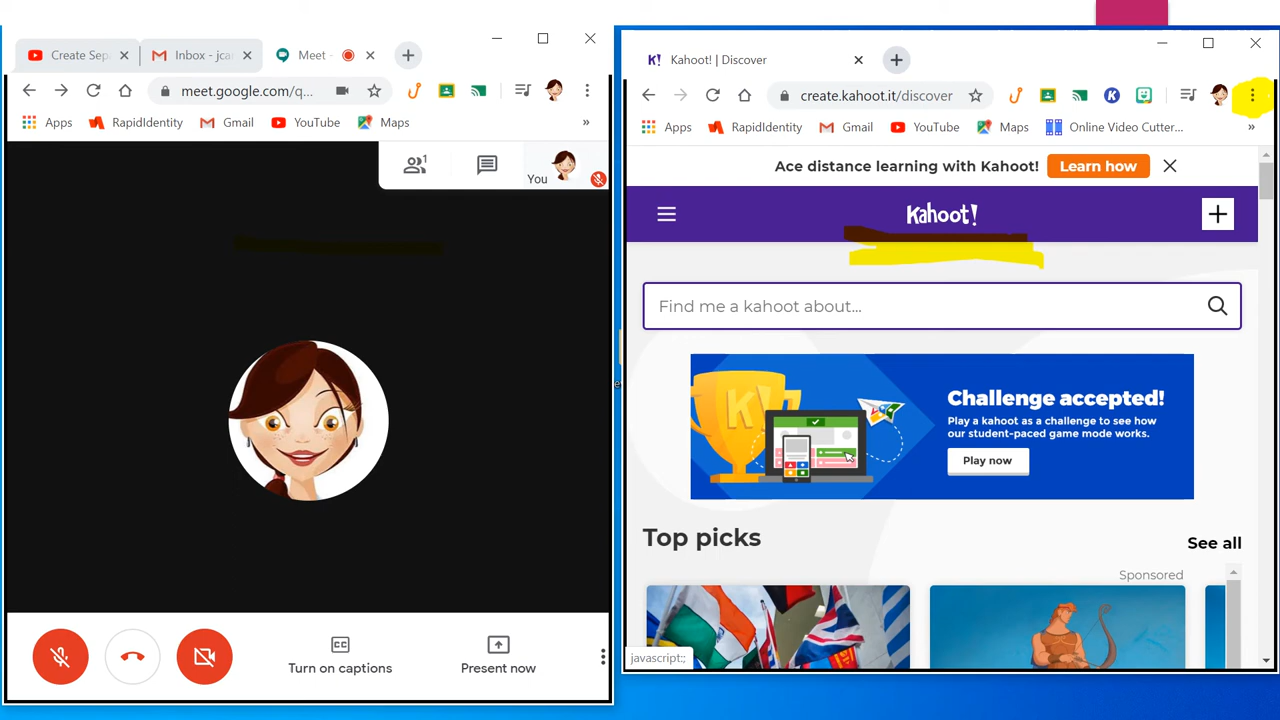 Create Sep
Inbox - jcar
Meet -
meet.google.com/q...
Apps
RapidIdentity
Gmail
YouTube
Maps
»
1
You
CC
Turn on captions
Present now
K! Kahoot! | Discover
create.kahoot.it/discover
K
Apps
RapidIdentity
Gmail
YouTube
Maps
Online Video Cutter...
»
Ace distance learning with Kahoot! Learn how
Kahoot!
Find me a kahoot about...
K!
Challenge accepted!
Play a kahoot as a challenge to see how
our student-paced game mode works.
Play now
Top picks
See all
Sponsored
javascript:;